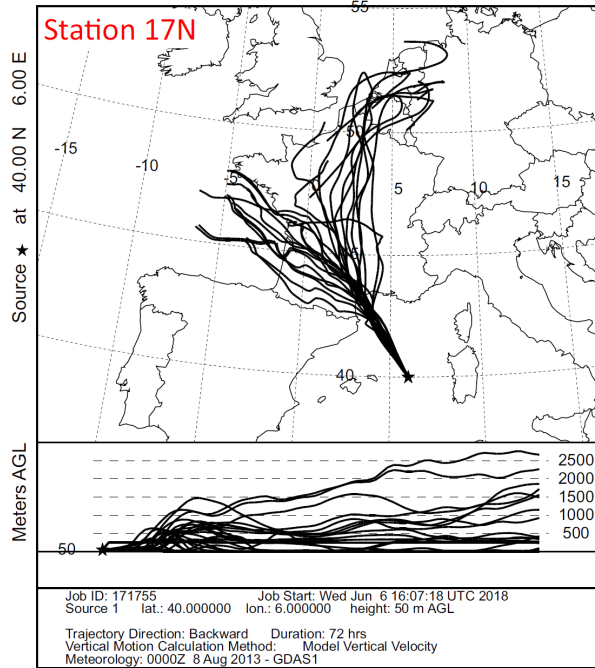 Station 17N
Source ★ at 40.00 N 6.00 E
55
-15
-10
-5
50
5
10
15
45
40
Meters AGL
2500
2000
1500
1000
500
50
Job ID: 171755 Job Start: Wed Jun 6 16:07:18 UTC 2018
Source 1 lat.: 40.000000 lon.: 6.000000 height: 50 m AGL
Trajectory Direction: Backward Duration: 72 hrs
Vertical Motion Calculation Method: Model Vertical Velocity
Meteorology: 0000Z 8 Aug 2013 - GDAS1